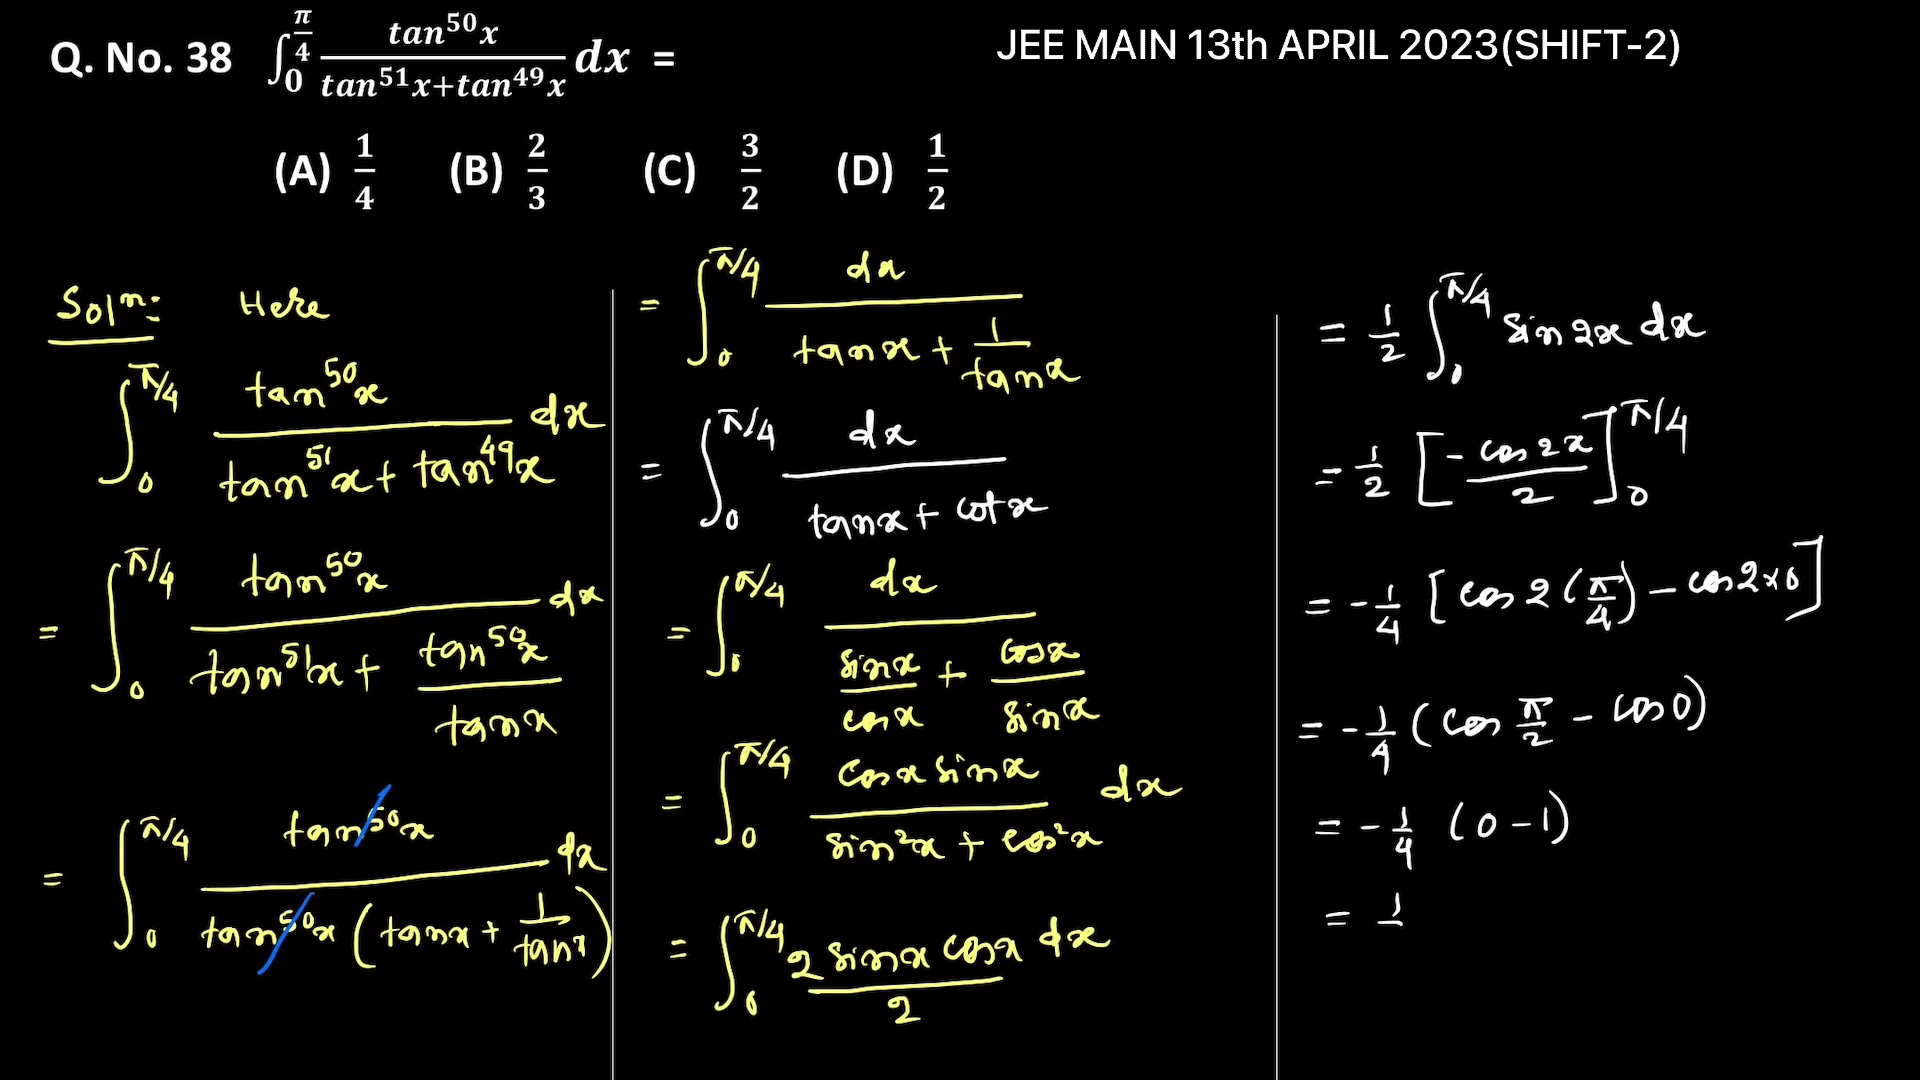 Q. No. 38 ∫₀^(π/4) tan⁵⁰x/(tan⁵¹x+tan⁴⁹x) dx =
JEE MAIN 13th APRIL 2023(SHIFT-2)
(A) 1/4 (B) 2/3 (C) 3/2 (D) 1/2
Solⁿ: Here
∫₀^(π/4) tan⁵⁰x/(tan⁵¹x + tan⁴⁹x) dx
= ∫₀^(π/4) tan⁵⁰x/(tan⁵¹x + tan⁵⁰x/tanx) dx
= ∫₀^(π/4) tan⁵⁰x/(tan⁵⁰x (tanx + 1/tanx)) dx
= ∫₀^(π/4) dx/(tanx + 1/tanx)
= ∫₀^(π/4) dx/(tanx + cotx)
= ∫₀^(π/4) dx/(sinx/cosx + cosx/sinx)
= ∫₀^(π/4) cosx sinx/(sin²x + cos²x) dx
= ∫₀^(π/4) 2 sinx cosx dx/2
= 1/2 ∫₀^(π/4) sin2x dx
= 1/2 [-cos2x/2]₀^(π/4)
= -1/4 [cos2(π/4) - cos2×0]
= -1/4 (cos π/2 - cos0)
= -1/4 (0-1)
= 1